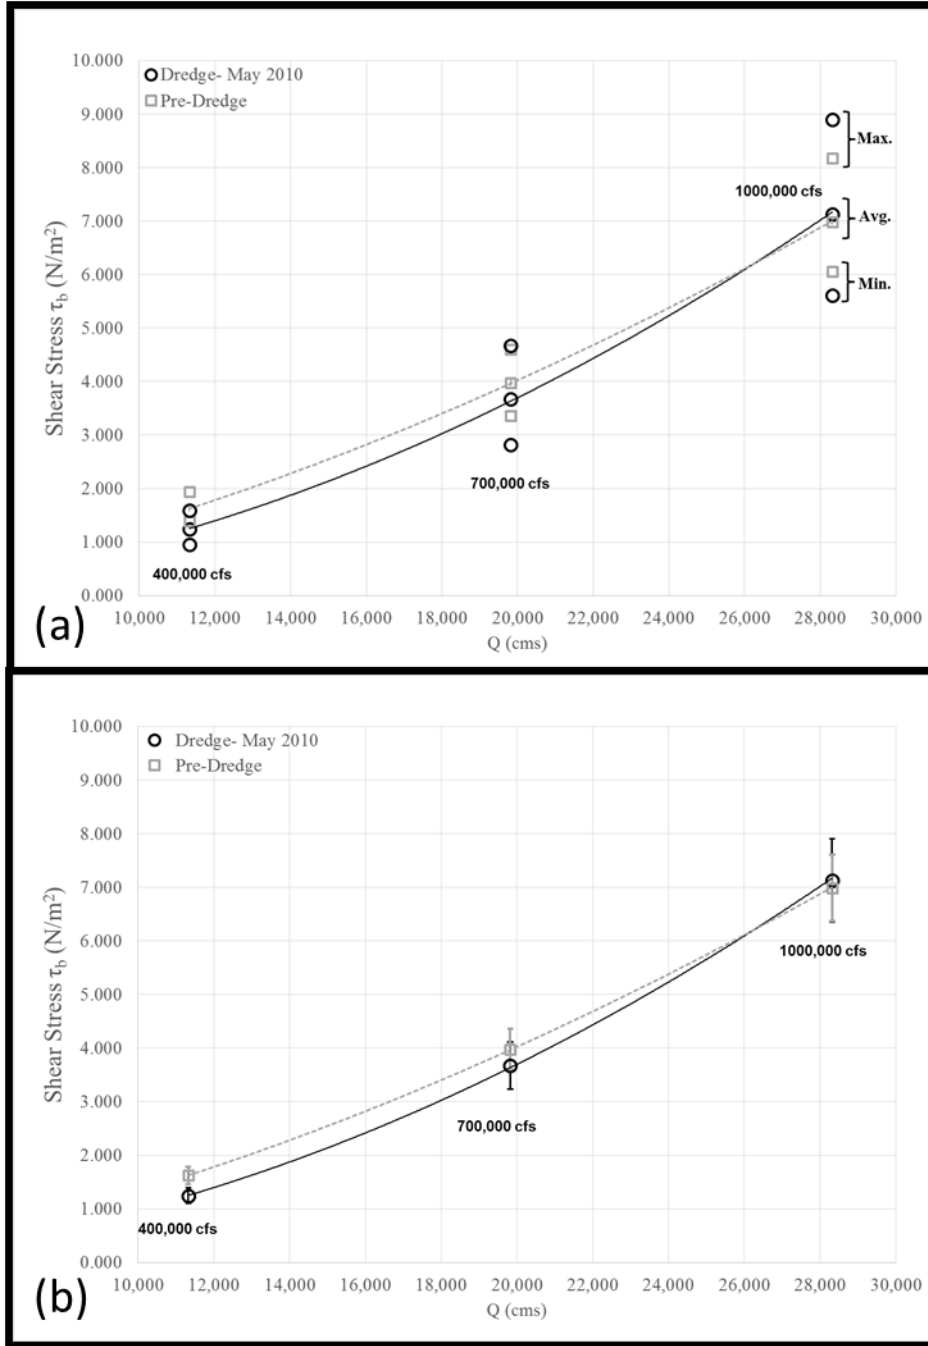 10.000
Dredge- May 2010
Pre-Dredge
9.000
Max.
8.000
1000,000 cfs
7.000
Avg.
6.000
Min.
5.000
4.000
3.000
700,000 cfs
2.000
1.000
400,000 cfs
0.000
Shear Stress τb (N/m²)
10,000 12,000 14,000 16,000 18,000 20,000 22,000 24,000 26,000 28,000 30,000
Q (cms)
(a)
10.000
Dredge- May 2010
Pre-Dredge
9.000
8.000
7.000
1000,000 cfs
6.000
5.000
4.000
3.000
700,000 cfs
2.000
1.000
400,000 cfs
0.000
Shear Stress τb (N/m²)
10,000 12,000 14,000 16,000 18,000 20,000 22,000 24,000 26,000 28,000 30,000
Q (cms)
(b)